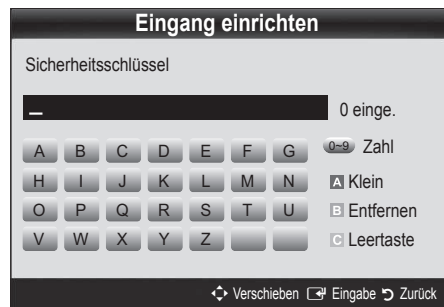 Eingang einrichten
Sicherheitsschlüssel
_ 0 einge.
A B C D E F G 0~9 Zahl
H I J K L M N A Klein
O P Q R S T U B Entfernen
V W X Y Z C Leertaste
Verschieben Eingabe Zurück